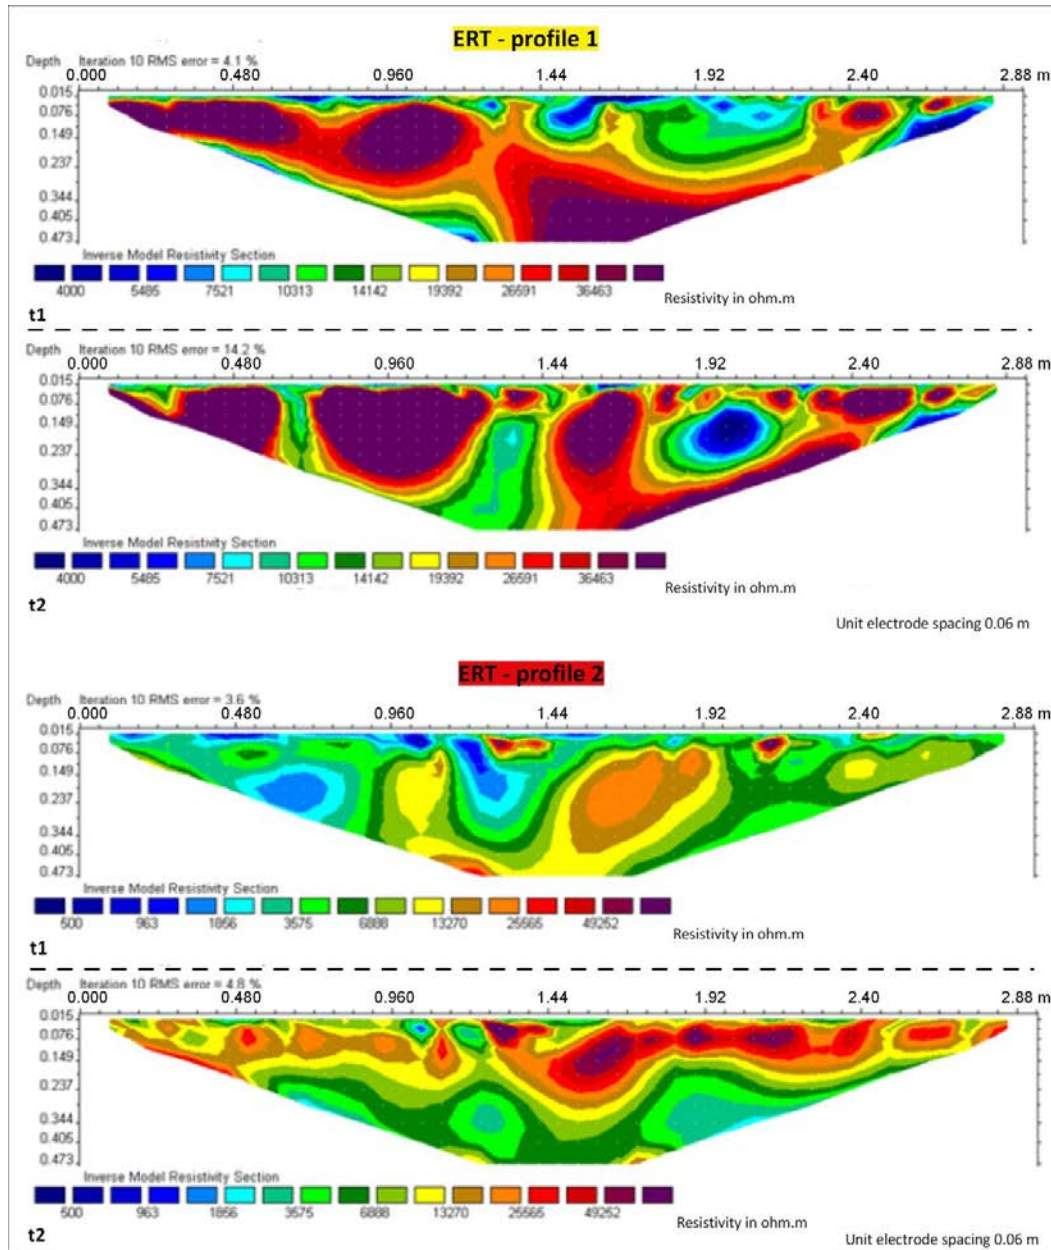 ERT - profile 1
Depth Iteration 10 RMS error = 4.1 %
0.000 0.480 0.960 1.44 1.92 2.40 2.88 m
0.015
0.076
0.149
0.237
0.344
0.405
0.473
Inverse Model Resistivity Section
4000 5485 7521 10313 14142 19392 26591 36463
Resistivity in ohm.m
t1
Depth Iteration 10 RMS error = 14.2 %
0.000 0.480 0.960 1.44 1.92 2.40 2.88 m
0.015
0.076
0.149
0.237
0.344
0.405
0.473
Inverse Model Resistivity Section
4000 5485 7521 10313 14142 19392 26591 36463
Resistivity in ohm.m
t2
Unit electrode spacing 0.06 m
ERT - profile 2
Depth Iteration 10 RMS error = 3.6 %
0.000 0.480 0.960 1.44 1.92 2.40 2.88 m
0.015
0.076
0.149
0.237
0.344
0.405
0.473
Inverse Model Resistivity Section
500 963 1856 3575 6888 13270 25565 49252
Resistivity in ohm.m
t1
Depth Iteration 10 RMS error = 4.8 %
0.000 0.480 0.960 1.44 1.92 2.40 2.88 m
0.015
0.076
0.149
0.237
0.344
0.405
0.473
Inverse Model Resistivity Section
500 963 1856 3575 6888 13270 25565 49252
Resistivity in ohm.m
t2
Unit electrode spacing 0.06 m